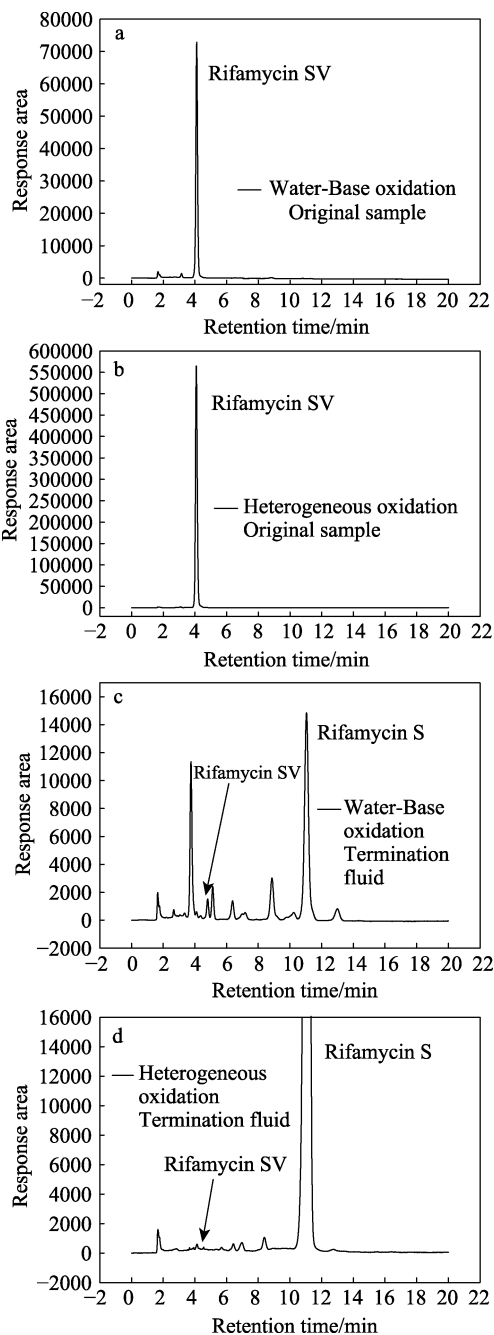 a
80000
70000
60000
50000
40000
30000
20000
10000
0
Response area
Rifamycin SV
Water-Base oxidation
Original sample
−2 0 2 4 6 8 10 12 14 16 18 20 22
Retention time/min
b
600000
550000
500000
450000
400000
350000
300000
250000
200000
150000
100000
50000
0
Response area
Rifamycin SV
Heterogeneous oxidation
Original sample
−2 0 2 4 6 8 10 12 14 16 18 20 22
Retention time/min
c
16000
14000
12000
10000
8000
6000
4000
2000
0
−2000
Response area
Rifamycin S
Rifamycin SV
Water-Base
oxidation
Termination
fluid
−2 0 2 4 6 8 10 12 14 16 18 20 22
Retention time/min
d
16000
14000
12000
10000
8000
6000
4000
2000
0
−2000
Response area
Rifamycin S
Heterogeneous
oxidation
Termination fluid
Rifamycin SV
−2 0 2 4 6 8 10 12 14 16 18 20 22
Retention time/min